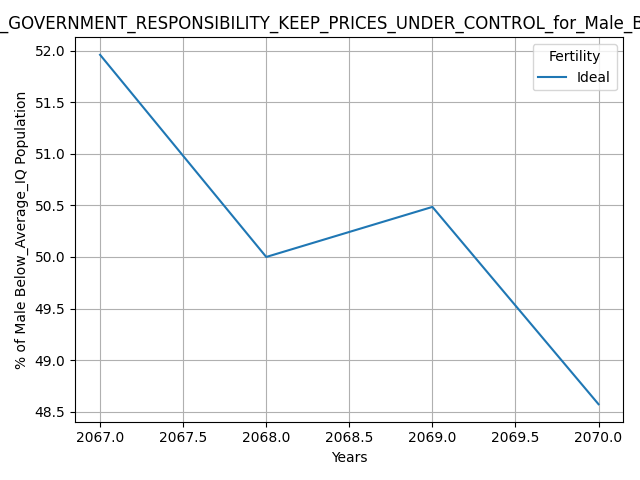 _GOVERNMENT_RESPONSIBILITY_KEEP_PRICES_UNDER_CONTROL_for_Male_B
Fertility
Ideal
% of Male Below_Average_IQ Population
52.0
51.5
51.0
50.5
50.0
49.5
49.0
48.5
2067.0 2067.5 2068.0 2068.5 2069.0 2069.5 2070.0
Years